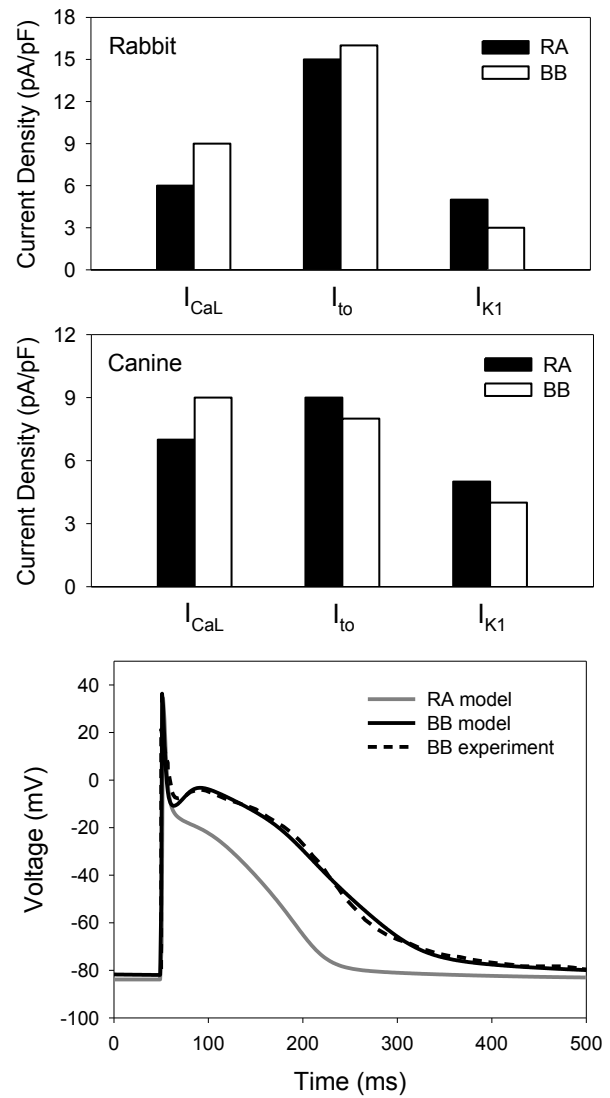 Current Density (pA/pF)
18
15
12
9
6
3
0
Rabbit
RA
BB
I_CaL
I_to
I_K1
Current Density (pA/pF)
12
9
6
3
0
Canine
RA
BB
I_CaL
I_to
I_K1
Voltage (mV)
40
20
0
-20
-40
-60
-80
-100
RA model
BB model
BB experiment
0 100 200 300 400 500
Time (ms)